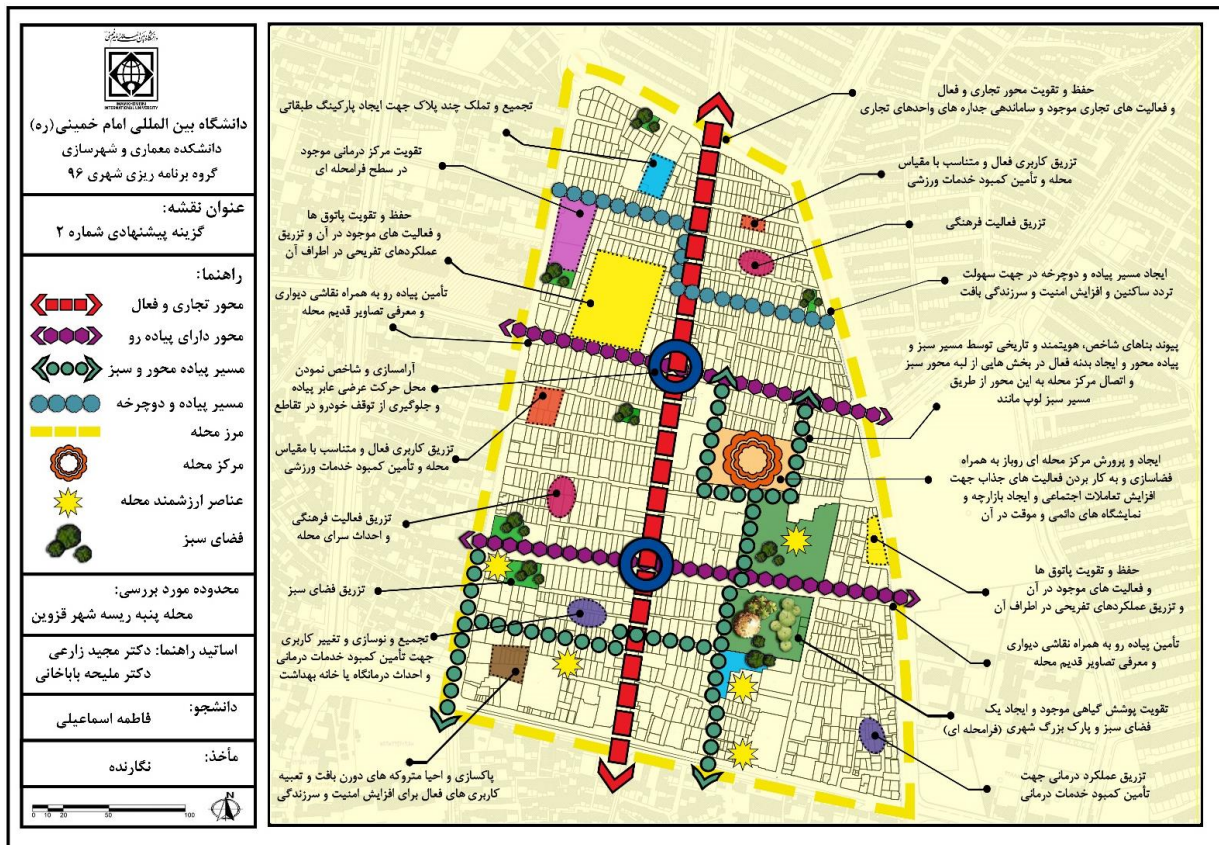 IMAM KHOMEINI
INTERNATIONAL UNIVERSITY
دانشگاه بین المللی امام خمینی(ره)
دانشکده معماری و شهرسازی
گروه برنامه ریزی شهری ۹۶
عنوان نقشه:
گزینه پیشنهادی شماره ۲
راهنما:
محور تجاری و فعال
محور دارای پیاده رو
مسیر پیاده محور و سبز
مسیر پیاده و دوچرخه
مرز محله
مرکز محله
عناصر ارزشمند محله
فضای سبز
محدوده مورد بررسی:
محله پنبه ریسه شهر قزوین
اساتید راهنما: دکتر مجید زارعی
دکتر ملیحه باباخانی
دانشجو:
فاطمه اسماعیلی
مأخذ:
نگارنده
0 10 20 50 100
حفظ و تقویت محور تجاری و فعال
و فعالیت های تجاری موجود و ساماندهی جداره های واحدهای تجاری
تزریق کاربری فعال و متناسب با مقیاس
محله و تأمین کمبود خدمات ورزشی
تزریق فعالیت فرهنگی
ایجاد مسیر پیاده و دوچرخه در جهت سهولت
تردد ساکنین و افزایش امنیت و سرزندگی بافت
پیوند بناهای شاخص، هویتمند و تاریخی توسط مسیر سبز و
پیاده محور و ایجاد بدنه فعال در بخش هایی از لبه محور سبز
و اتصال مرکز محله به این محور از طریق
مسیر سبز لوپ مانند
ایجاد و پرورش مرکز محله ای روباز به همراه
فضاسازی و به کار بردن فعالیت های جذاب جهت
افزایش تعاملات اجتماعی و ایجاد بازارچه و
نمایشگاه های دائمی و موقت در آن
حفظ و تقویت پاتوق ها
و فعالیت های موجود در آن
و تزریق عملکردهای تفریحی در اطراف آن
تأمین پیاده رو به همراه نقاشی دیواری
و معرفی تصاویر قدیم محله
تقویت پوشش گیاهی موجود و ایجاد یک
فضای سبز و پارک بزرگ شهری (فرامحله ای)
تزریق عملکرد درمانی جهت
تأمین کمبود خدمات درمانی
تجمیع و تملک چند پلاک جهت ایجاد پارکینگ طبقاتی
تقویت مرکز درمانی موجود
در سطح فرامحله ای
حفظ و تقویت پاتوق ها
و فعالیت های موجود در آن و تزریق
عملکردهای تفریحی در اطراف آن
تأمین پیاده رو به همراه نقاشی دیواری
و معرفی تصاویر قدیم محله
آرامسازی و شاخص نمودن
محل حرکت عرضی عابر پیاده
و جلوگیری از توقف خودرو در تقاطع
تزریق کاربری فعال و متناسب با مقیاس
محله و تأمین کمبود خدمات ورزشی
تزریق فعالیت فرهنگی
و احداث سرای محله
تزریق فضای سبز
تجمیع و نوسازی و تغییر کاربری
جهت تأمین کمبود خدمات درمانی
و احداث درمانگاه یا خانه بهداشت
پاکسازی و احیا متروکه های دورن بافت و تعبیه
کاربری های فعال برای افزایش امنیت و سرزندگی